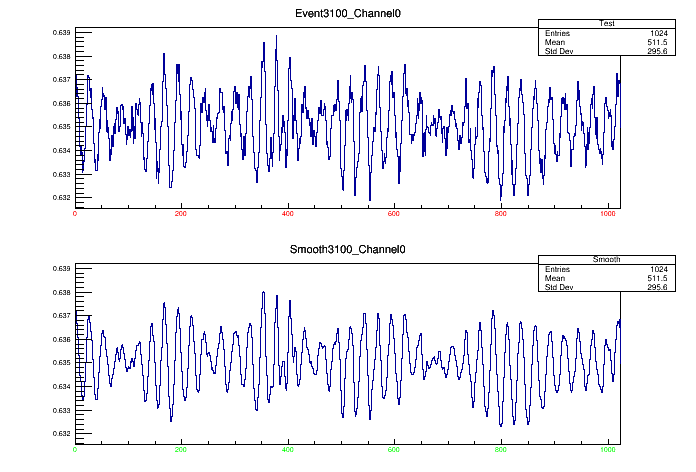 Event3100_Channel0
Test
Entries 1024
Mean 511.5
Std Dev 295.6
0.639
0.638
0.637
0.636
0.635
0.634
0.633
0.632
0 200 400 600 800 1000
Smooth3100_Channel0
Smooth
Entries 1024
Mean 511.5
Std Dev 295.6
0.639
0.638
0.637
0.636
0.635
0.634
0.633
0.632
0 200 400 600 800 1000